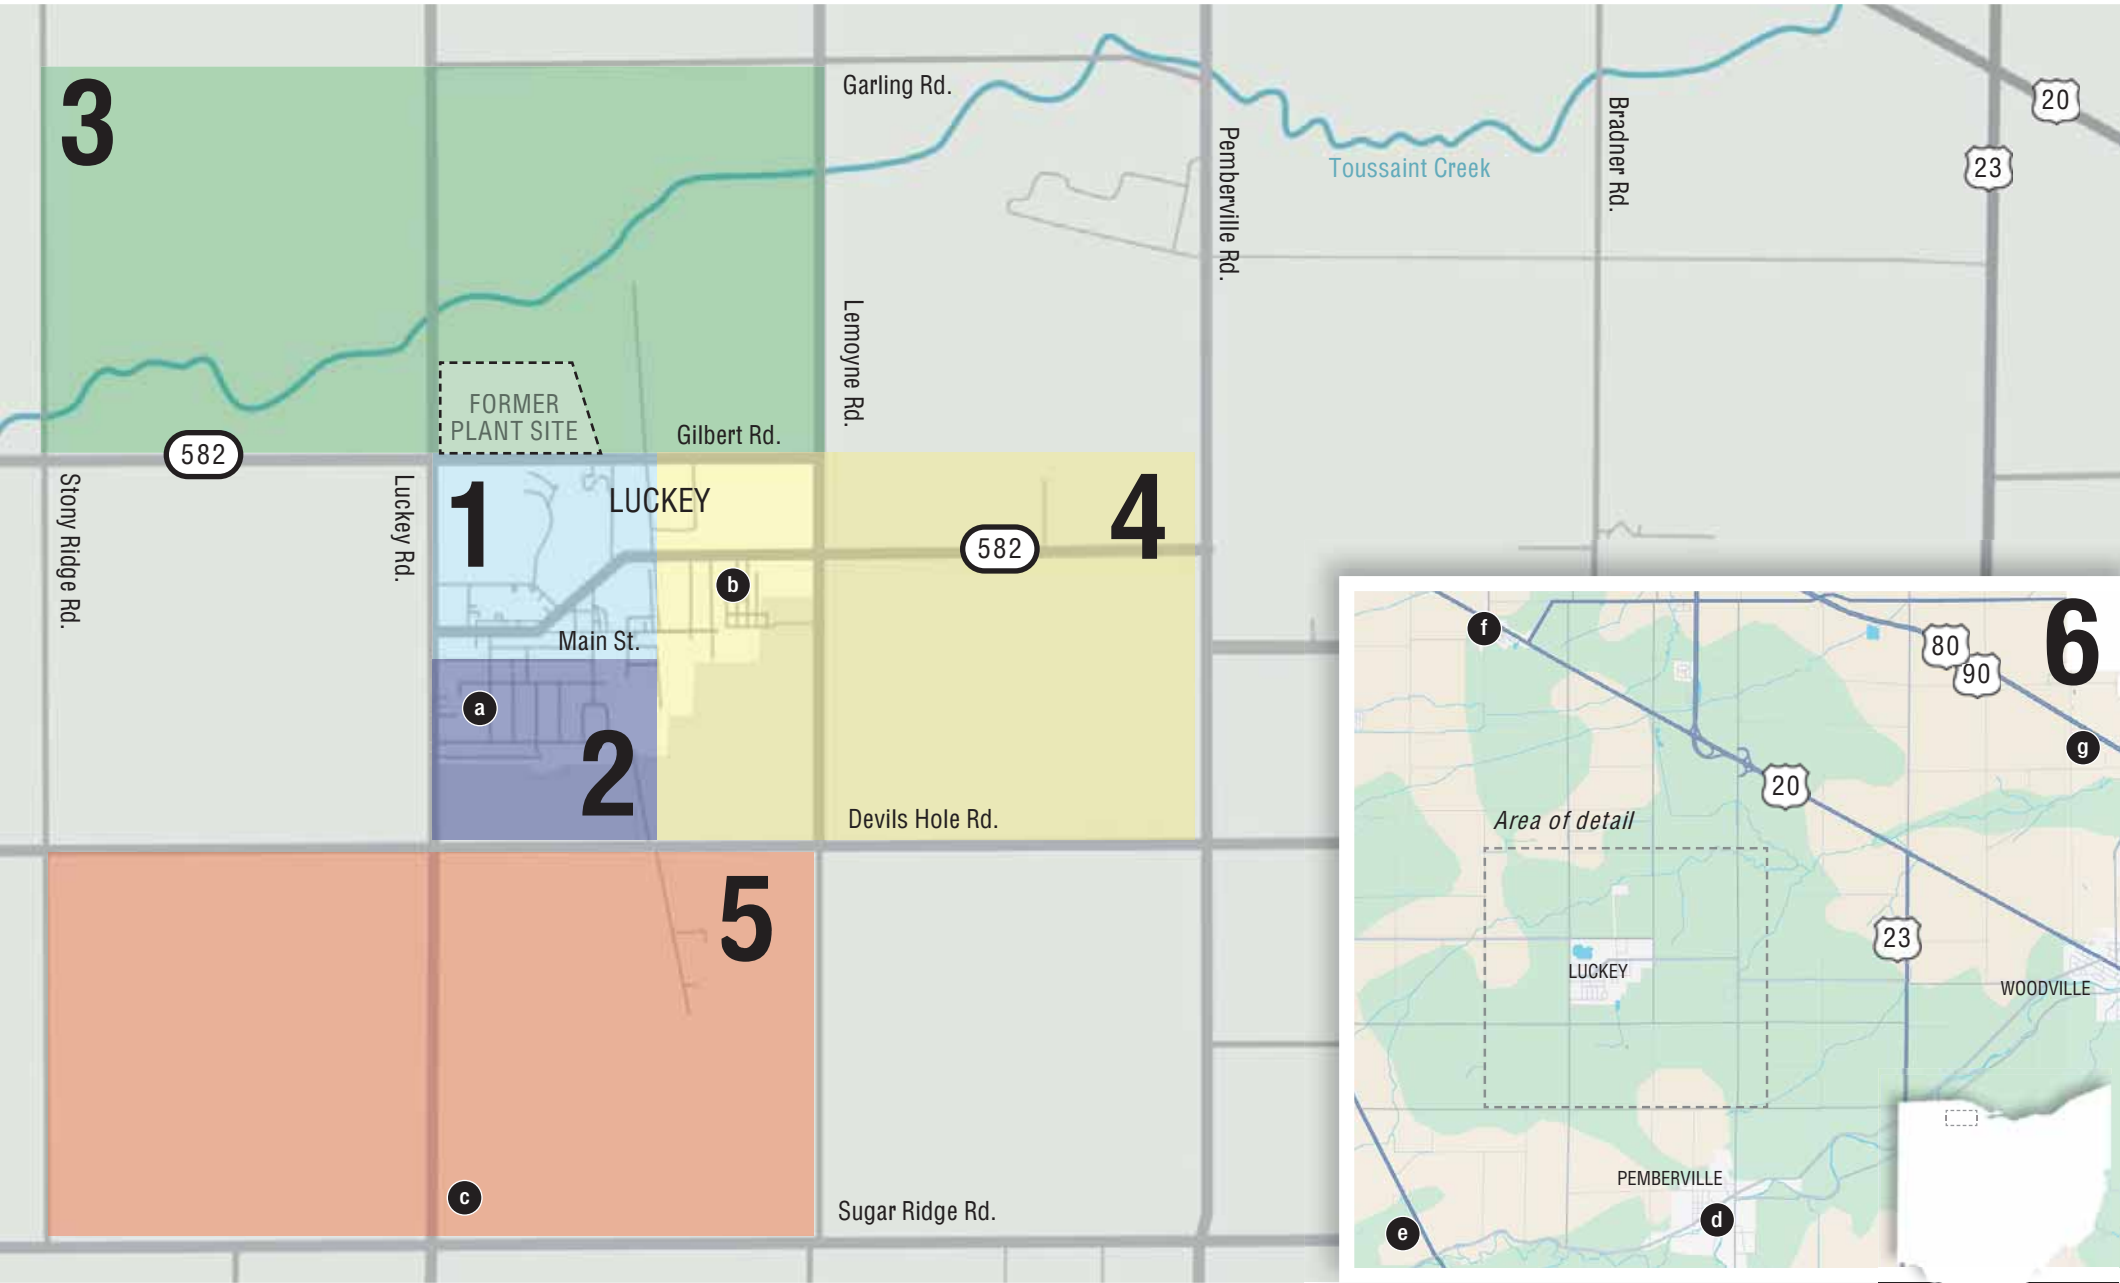 3
Garling Rd.
Toussaint Creek
Pemberville Rd.
Bradner Rd.
20
23
Lemoyne Rd.
FORMER
PLANT SITE
Gilbert Rd.
582
Stony Ridge Rd.
Luckey Rd.
1
LUCKEY
4
582
b
Main St.
a
2
Devils Hole Rd.
5
c
Sugar Ridge Rd.
6
f
80
90
g
20
Area of detail
23
LUCKEY
WOODVILLE
PEMBERVILLE
d
e